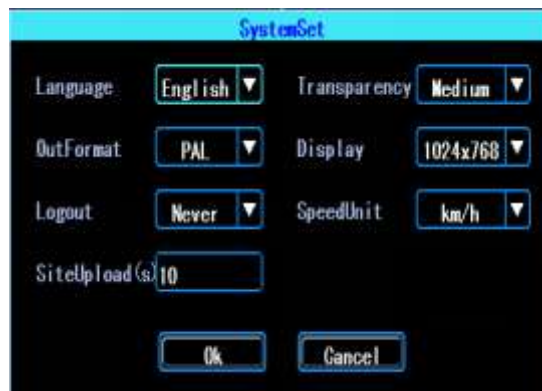 SystemSet
Language English Transparency Medium
OutFormat PAL Display 1024x768
Logout Never SpeedUnit km/h
SiteUpload(s) 10
Ok Cancel